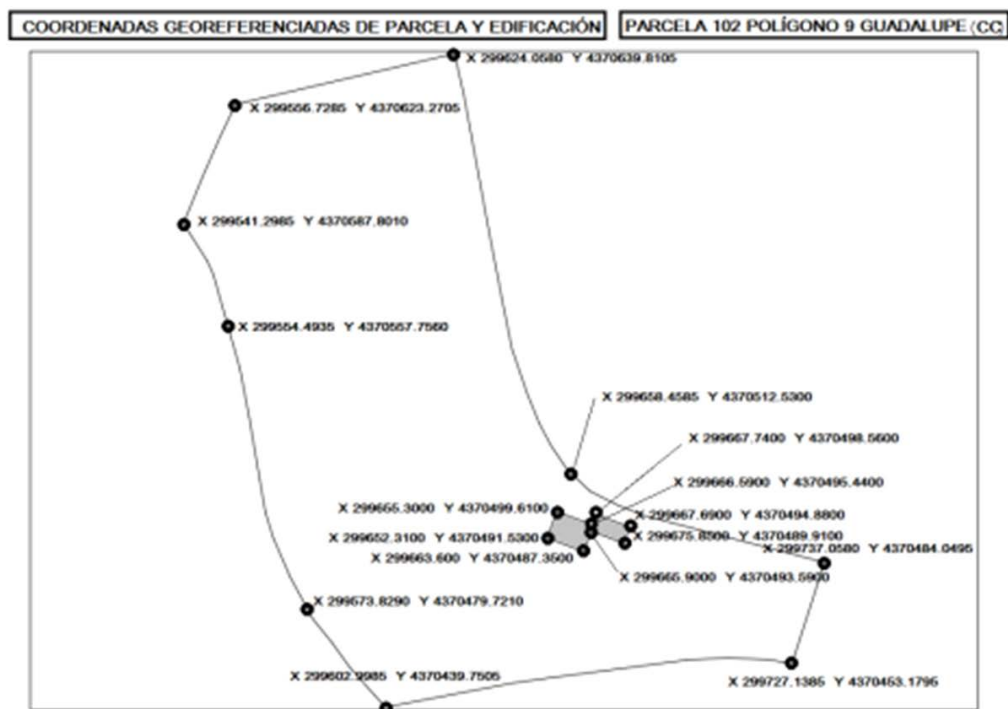 COORDENADAS GEOREFERENCIADAS DE PARCELA Y EDIFICACIÓN
PARCELA 102 POLÍGONO 9 GUADALUPE (CC)
X 299624.0580 Y 4370639.8105
X 299556.7285 Y 4370623.2705
X 299541.2985 Y 4370587.8010
X 299554.4935 Y 4370557.7560
X 299658.4585 Y 4370512.5300
X 299667.7400 Y 4370498.5600
X 299666.5900 Y 4370495.4400
X 299655.3000 Y 4370499.6100
X 299667.6900 Y 4370494.8800
X 299652.3100 Y 4370491.5300
X 299675.8500 Y 4370489.9100
X 299737.0580 Y 4370484.0495
X 299663.600 Y 4370487.3500
X 299665.9000 Y 4370493.5900
X 299573.8290 Y 4370479.7210
X 299602.9985 Y 4370439.7505
X 299727.1385 Y 4370453.1795